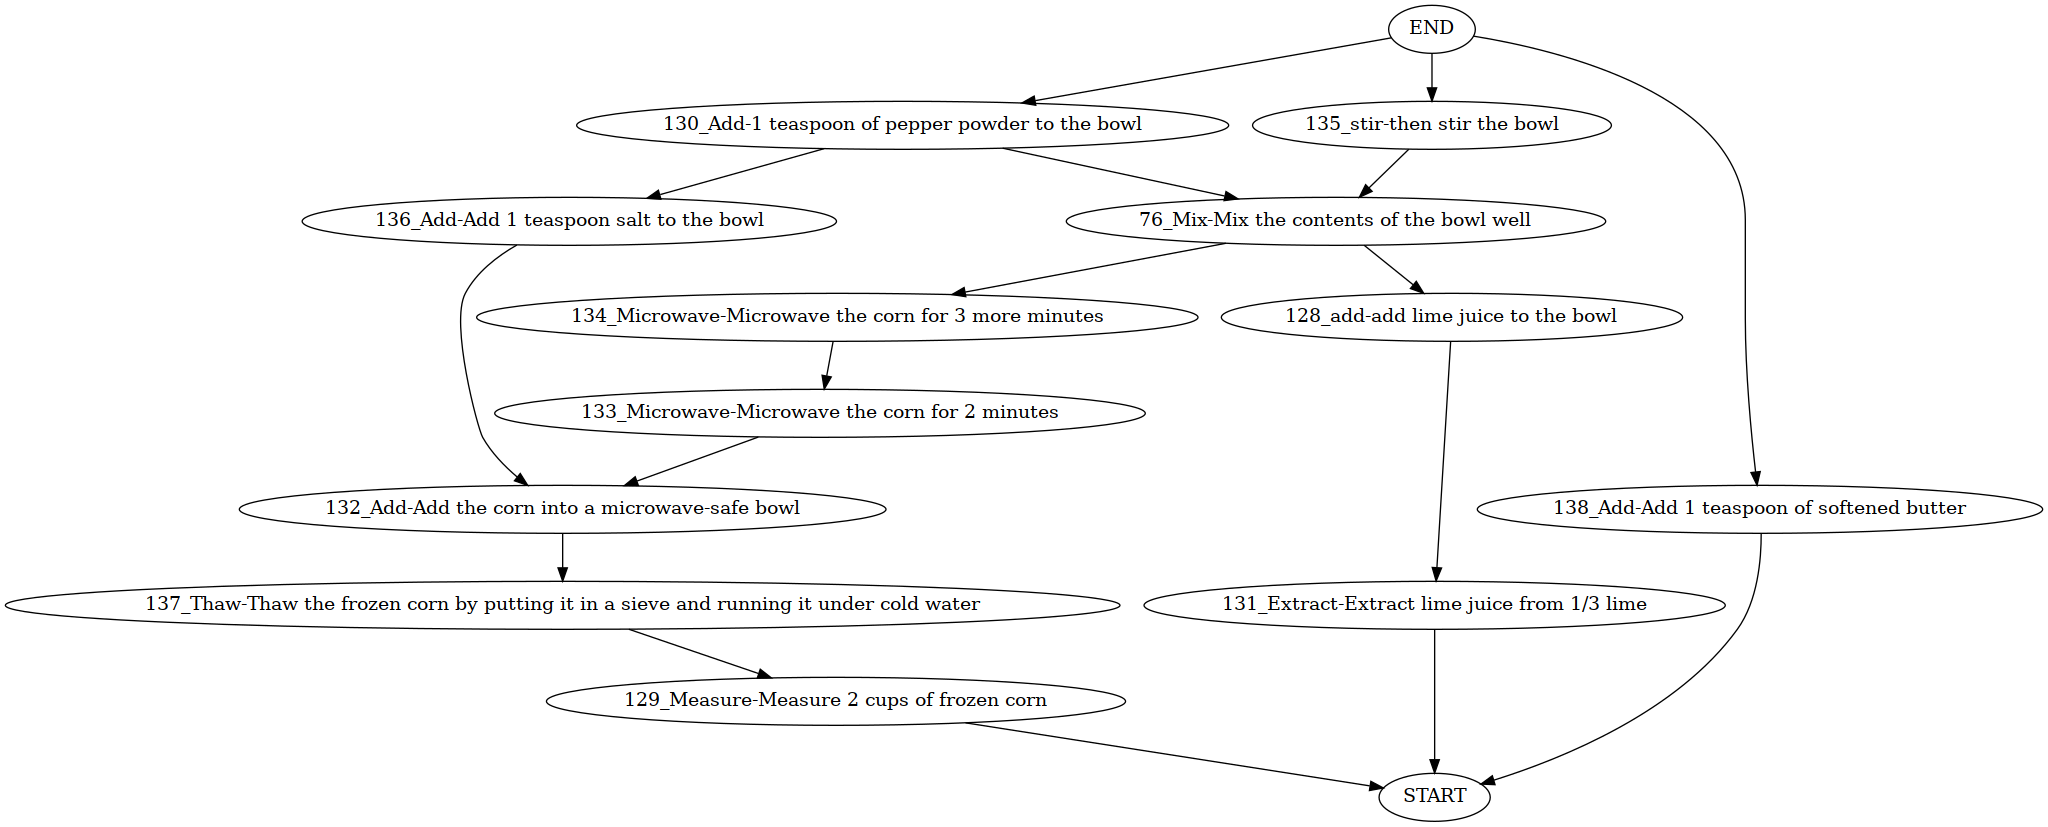 END
130_Add-1 teaspoon of pepper powder to the bowl
135_stir-then stir the bowl
136_Add-Add 1 teaspoon salt to the bowl
76_Mix-Mix the contents of the bowl well
134_Microwave-Microwave the corn for 3 more minutes
128_add-add lime juice to the bowl
133_Microwave-Microwave the corn for 2 minutes
132_Add-Add the corn into a microwave-safe bowl
138_Add-Add 1 teaspoon of softened butter
137_Thaw-Thaw the frozen corn by putting it in a sieve and running it under cold water
131_Extract-Extract lime juice from 1/3 lime
129_Measure-Measure 2 cups of frozen corn
START